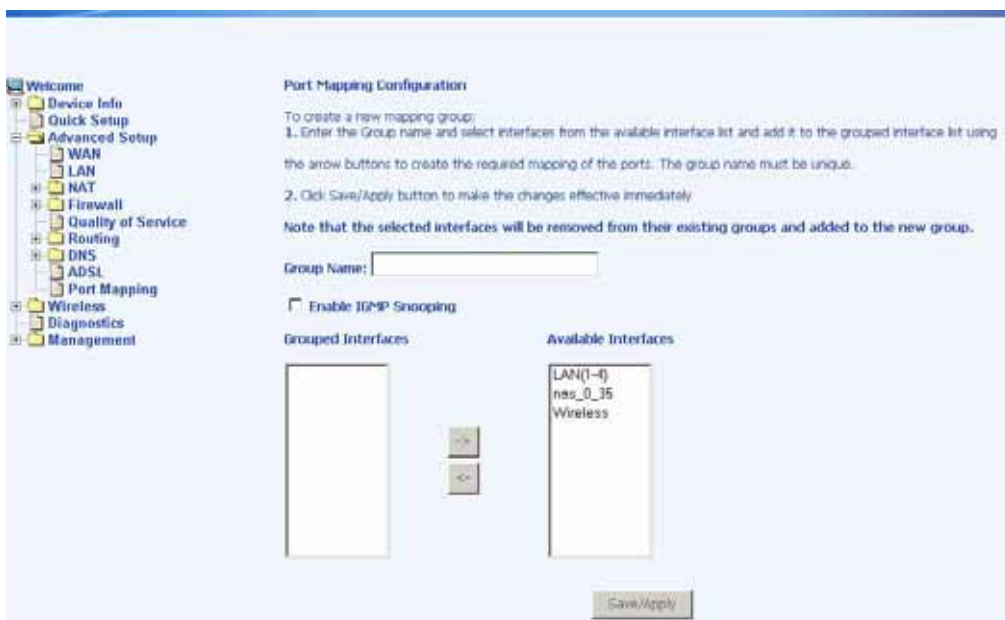 Welcome
Device Info
Quick Setup
Advanced Setup
WAN
LAN
NAT
Firewall
Quality of Service
Routing
DNS
ADSL
Port Mapping
Wireless
Diagnostics
Management
Port Mapping Configuration
To create a new mapping group:
1. Enter the Group name and select interfaces from the available interface list and add it to the grouped interface list using
the arrow buttons to create the required mapping of the ports. The group name must be unique.
2. Click Save/Apply button to make the changes effective immediately
Note that the selected interfaces will be removed from their existing groups and added to the new group.
Group Name:
Enable IGMP Snooping
Grouped Interfaces
Available Interfaces
LAN(1-4)
nas_0_35
Wireless
->
<-
Save/Apply